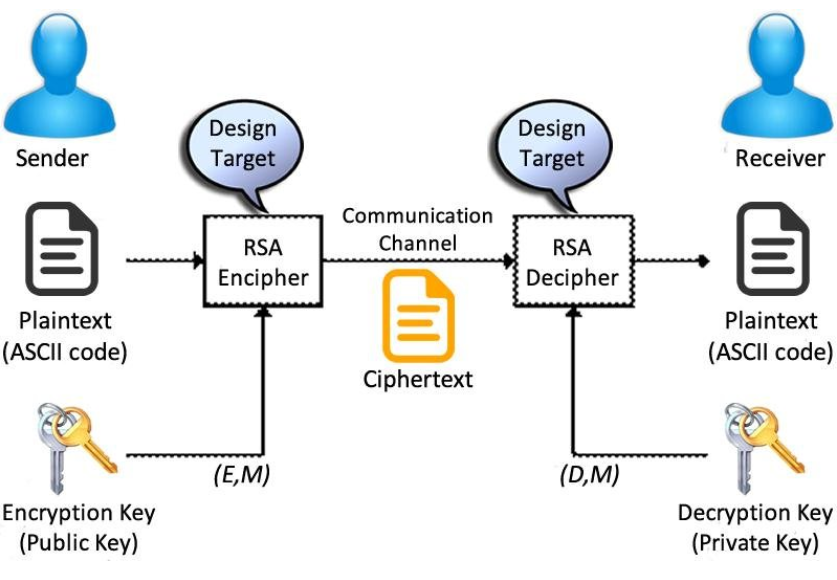 Sender
Design
Target
Design
Target
Receiver
Communication
Channel
RSA
Encipher
RSA
Decipher
Plaintext
(ASCII code)
Ciphertext
Plaintext
(ASCII code)
(E,M)
(D,M)
Encryption Key
(Public Key)
Decryption Key
(Private Key)